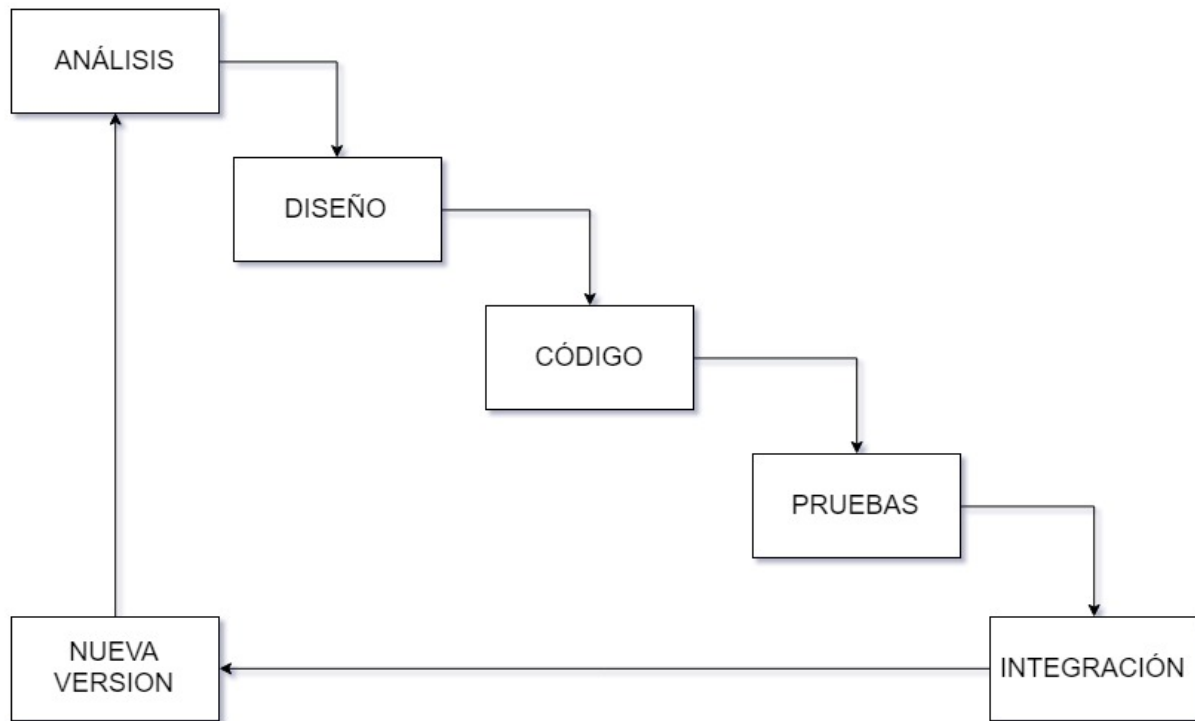 ANÁLISIS
DISEÑO
CÓDIGO
PRUEBAS
NUEVA
VERSION
INTEGRACIÓN